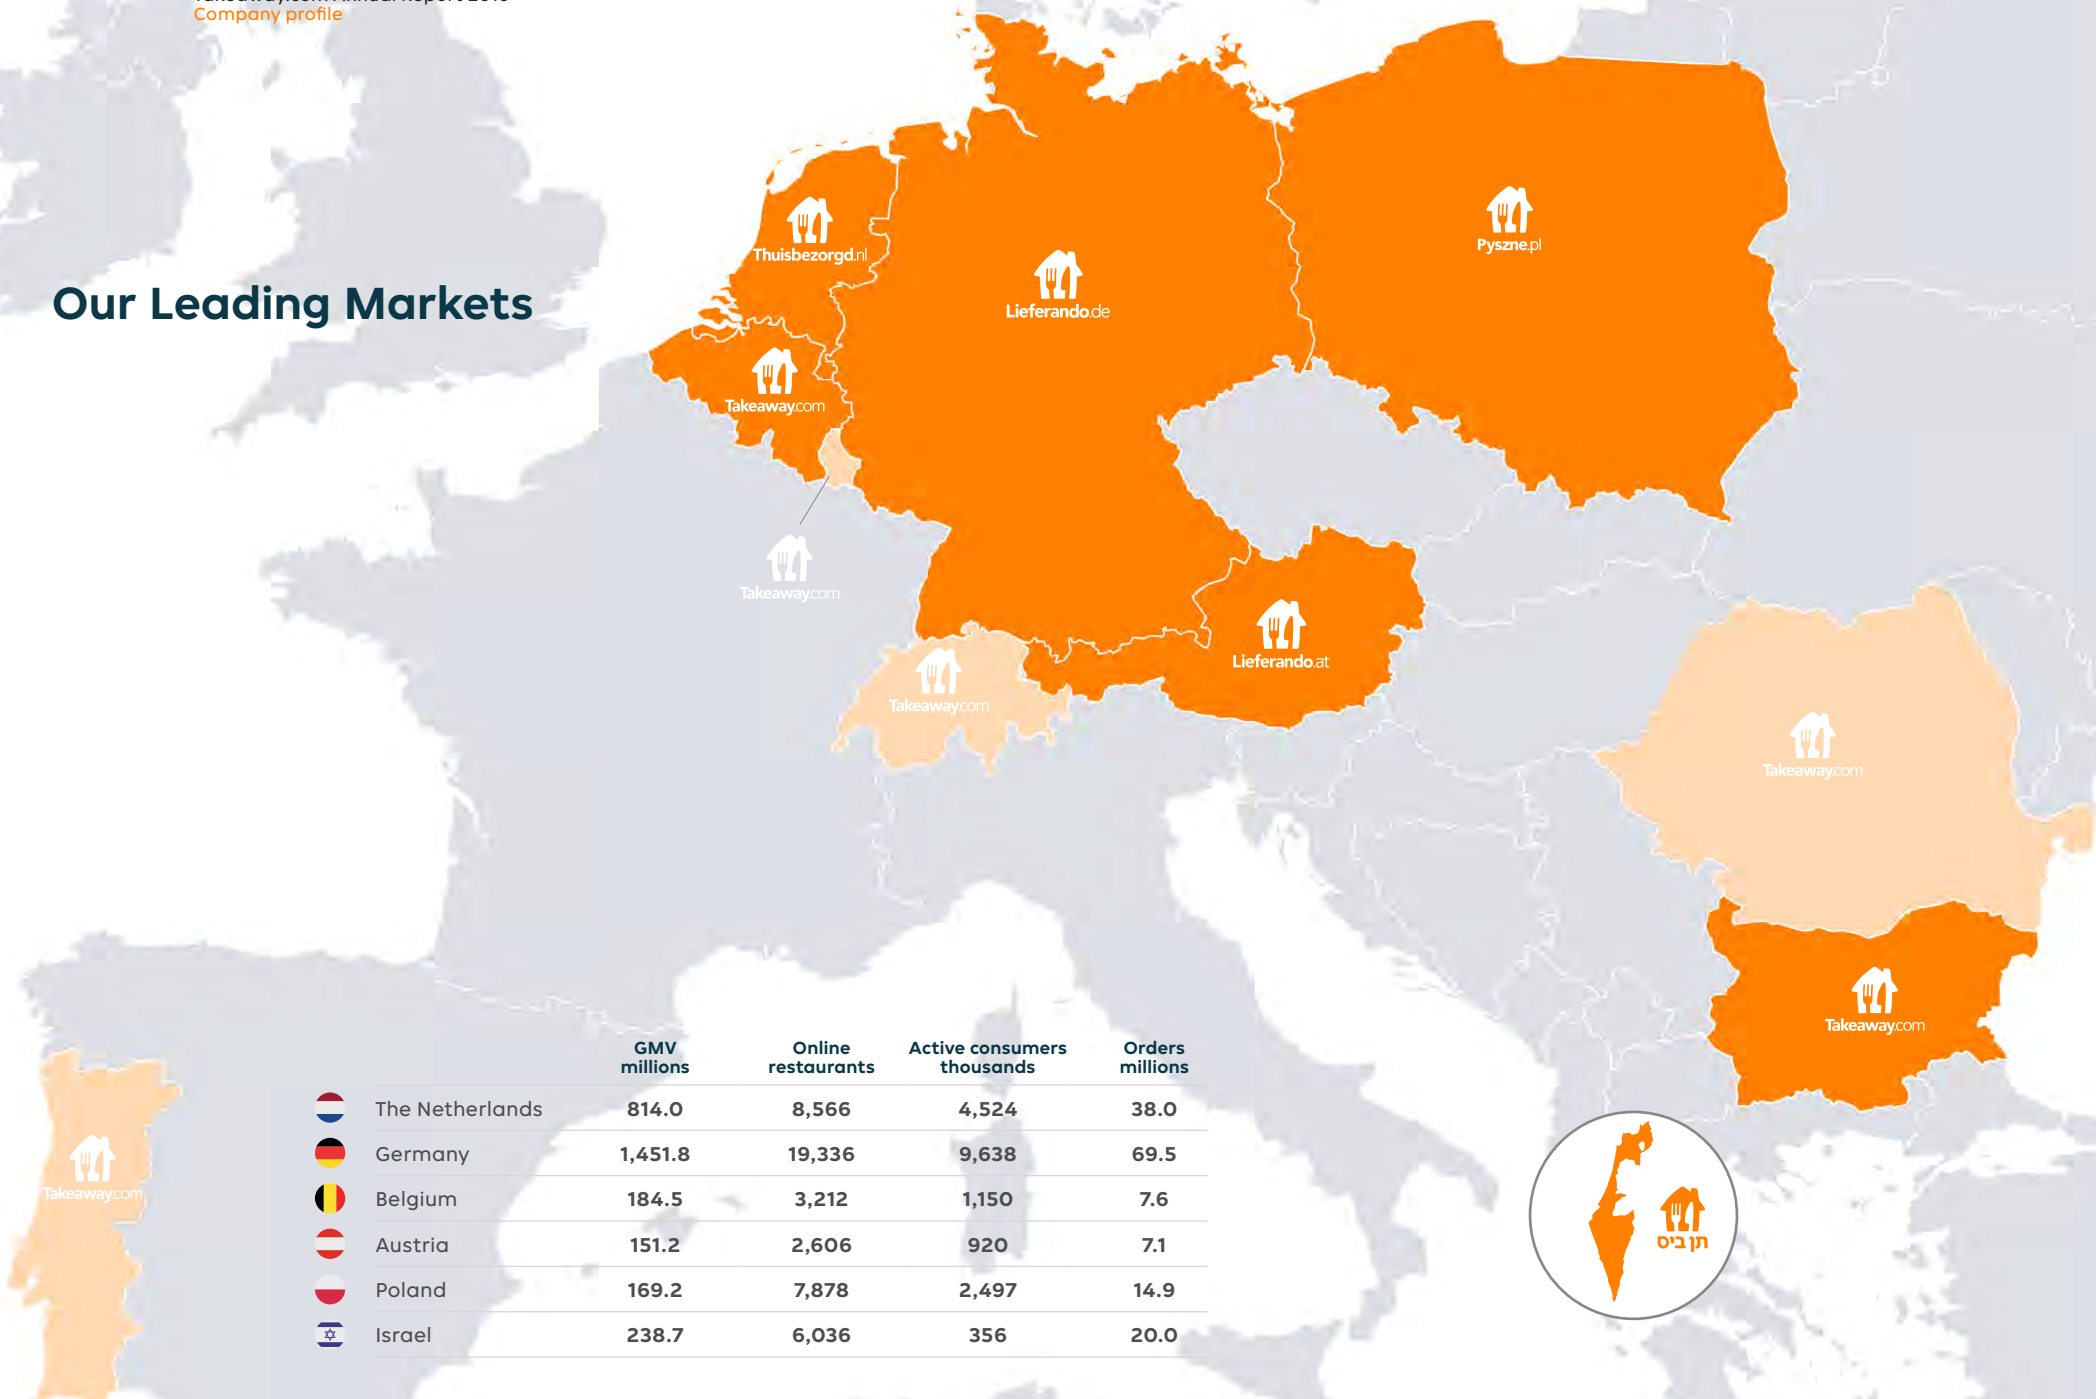 Company profile
Thuisbezorgd.nl
Pyszne.pl
Lieferando.de
Our Leading Markets
Takeaway.com
Takeaway.com
Lieferando.at
Takeaway.com
Takeaway.com
Takeaway.com
Takeaway.com
תן ביס
GMV millions Online restaurants Active consumers thousands Orders millions
The Netherlands 814.0 8,566 4,524 38.0
Germany 1,451.8 19,336 9,638 69.5
Belgium 184.5 3,212 1,150 7.6
Austria 151.2 2,606 920 7.1
Poland 169.2 7,878 2,497 14.9
Israel 238.7 6,036 356 20.0